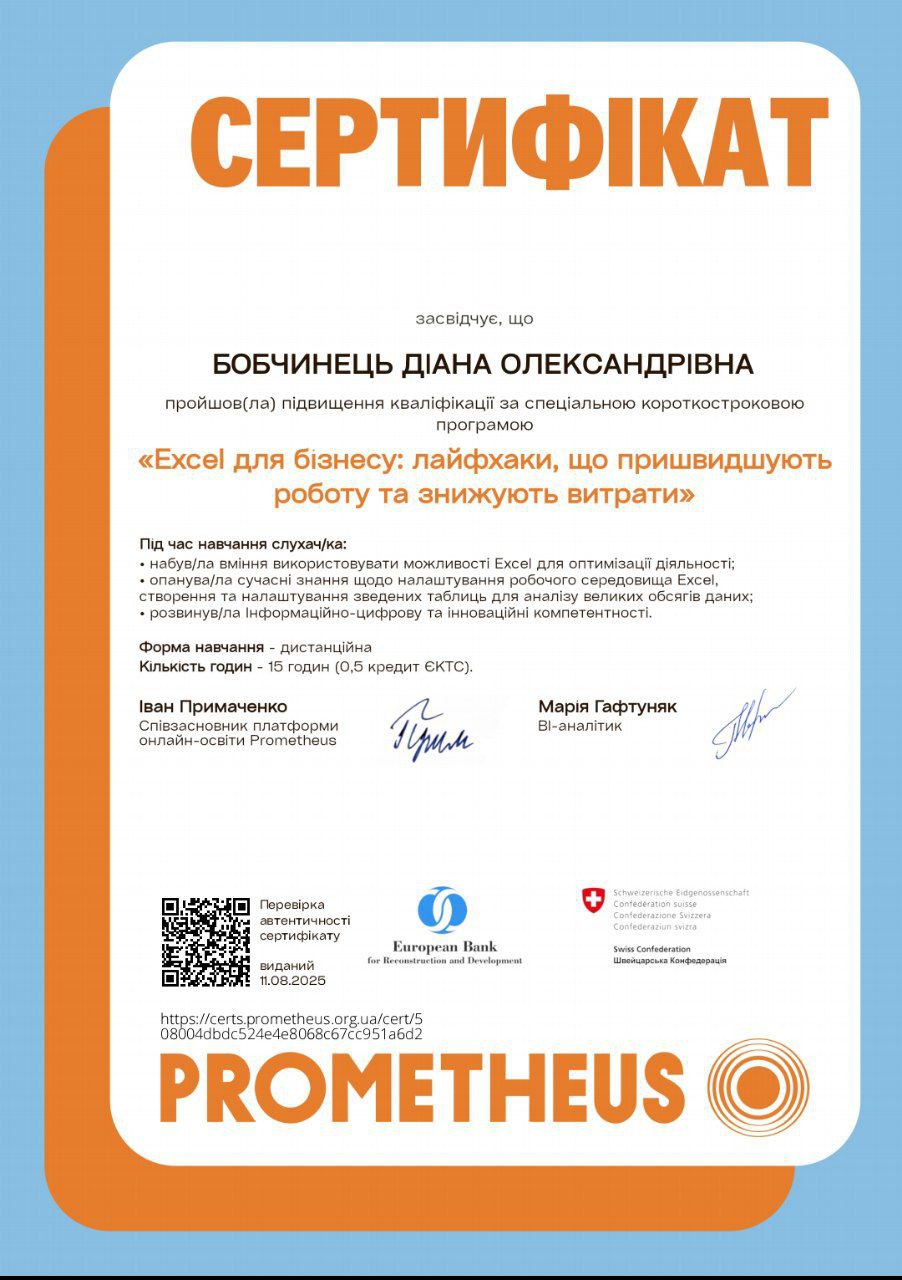 СЕРТИФІКАТ
засвідчує, що
БОБЧИНЕЦЬ ДІАНА ОЛЕКСАНДРІВНА
пройшов(ла) підвищення кваліфікації за спеціальною короткостроковою
програмою
«Excel для бізнесу: лайфхаки, що пришвидшують
роботу та знижують витрати»
Під час навчання слухач/ка:
• набув/ла вміння використовувати можливості Excel для оптимізації діяльності;
• опанува/ла сучасні знання щодо налаштування робочого середовища Excel,
створення та налаштування зведених таблиць для аналізу великих обсягів даних;
• розвинув/ла Інформаційно-цифрову та інноваційні компетентності.
Форма навчання - дистанційна
Кількість годин - 15 годин (0,5 кредит ЄКТС).
Іван Примаченко
Співзасновник платформи
онлайн-освіти Prometheus
Марія Гафтуняк
BI-аналітик
Перевірка
автентичності
сертифікату
виданий
11.08.2025
European Bank
for Reconstruction and Development
Schweizerische Eidgenossenschaft
Confédération suisse
Confederazione Svizzera
Confederaziun svizra
Swiss Confederation
Швейцарська Конфедерація
https://certs.prometheus.org.ua/cert/5
08004dbdc524e4e8068c67cc951a6d2
PROMETHEUS